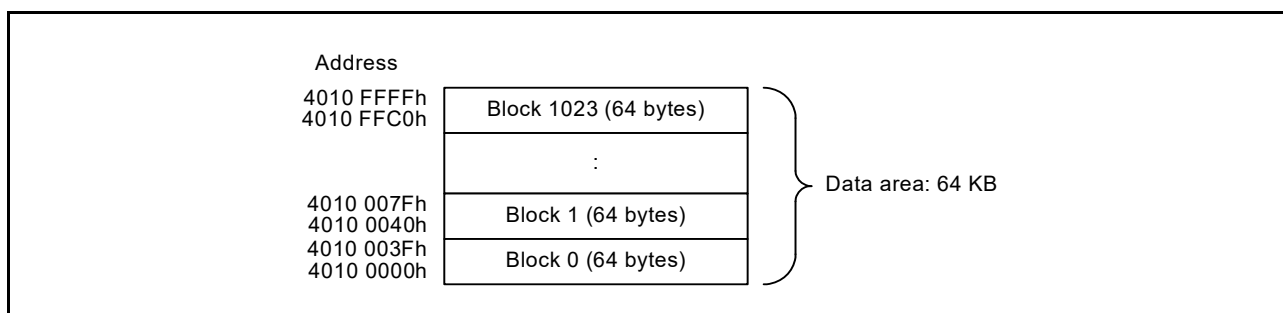 Address
4010 FFFFh
4010 FFC0h
Block 1023 (64 bytes)
:
Data area: 64 KB
4010 007Fh
4010 0040h
Block 1 (64 bytes)
4010 003Fh
4010 0000h
Block 0 (64 bytes)